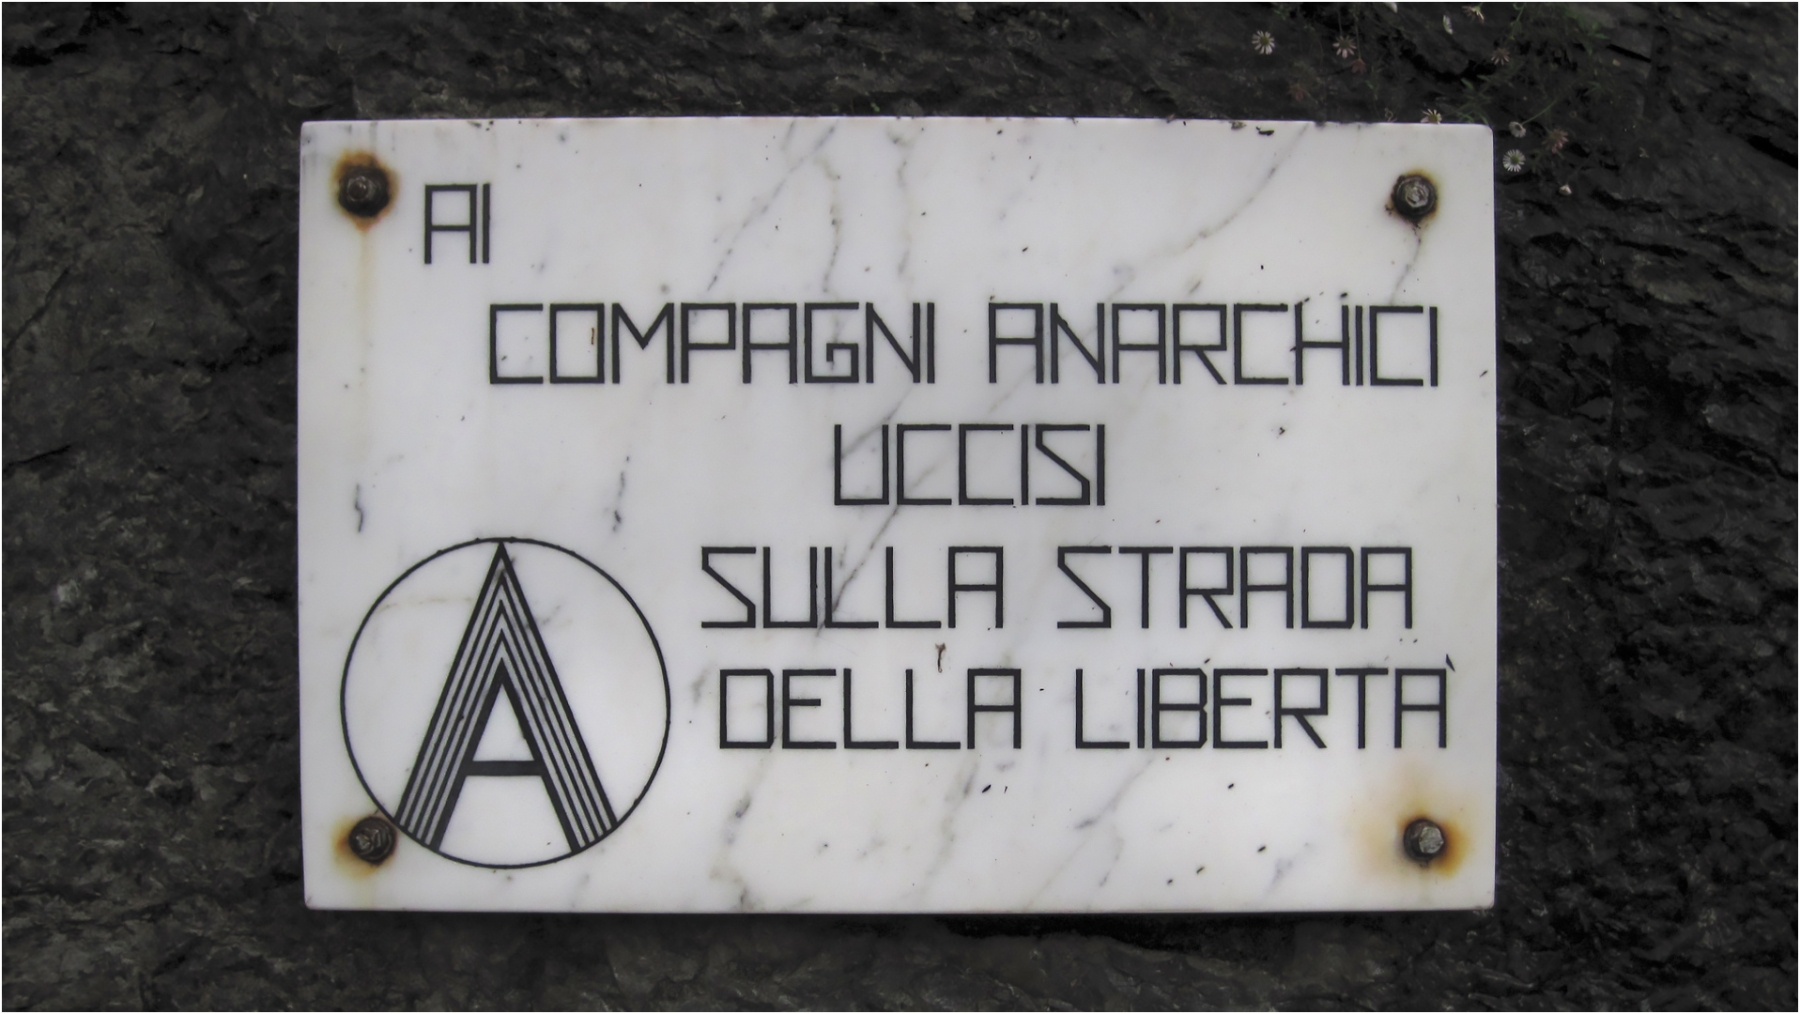 AI
COMPAGNI ANARCHICI
UCCISI
SULLA STRADA
DELLA LIBERTÀ
A